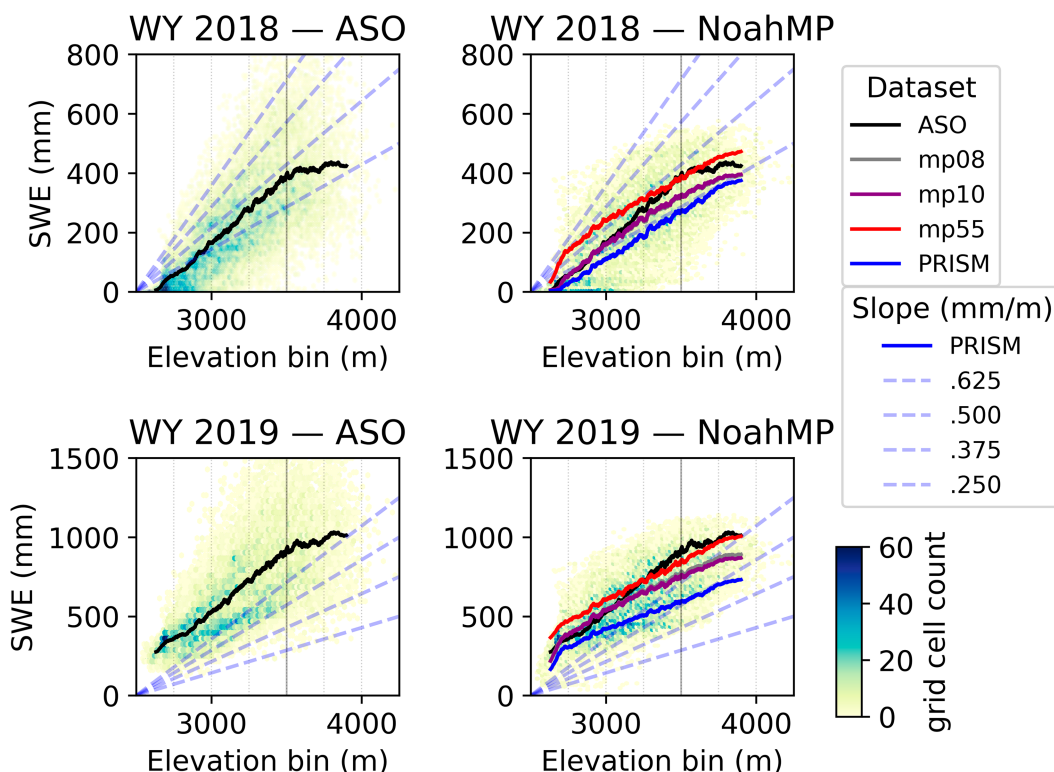 WY 2018 — ASO
800
600
400
200
0
SWE (mm)
3000
4000
Elevation bin (m)
WY 2018 — NoahMP
800
600
400
200
0
3000
4000
Elevation bin (m)
Dataset
ASO
mp08
mp10
mp55
PRISM
Slope (mm/m)
PRISM
.625
.500
.375
.250
WY 2019 — ASO
1500
1000
500
0
SWE (mm)
3000
4000
Elevation bin (m)
WY 2019 — NoahMP
1500
1000
500
0
3000
4000
Elevation bin (m)
60
40
20
0
grid cell count